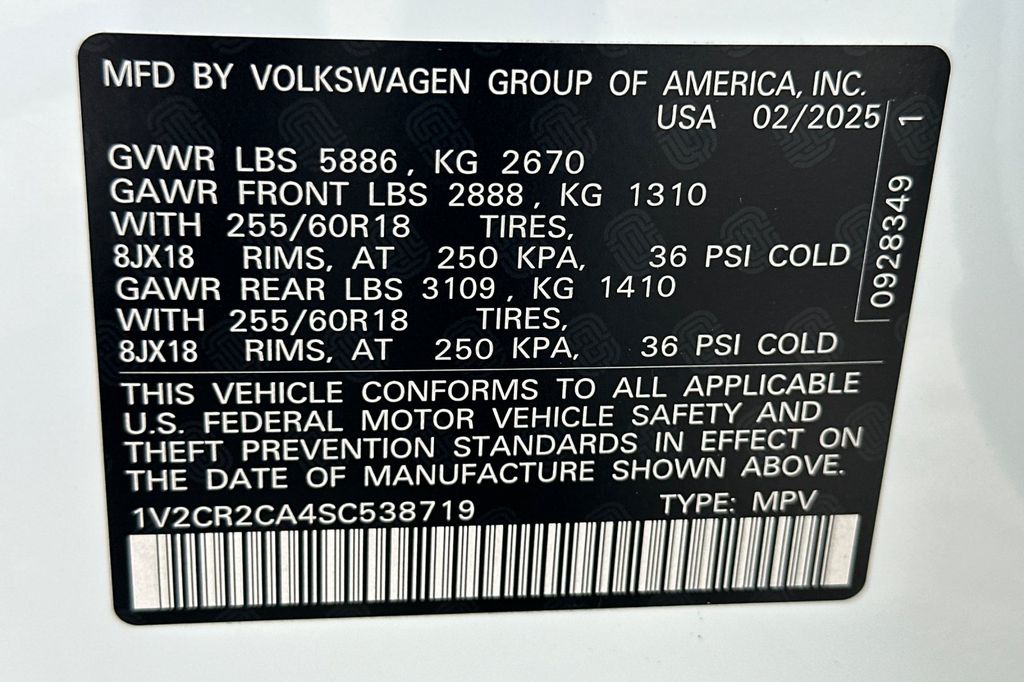 MFD BY VOLKSWAGEN GROUP OF AMERICA, INC.
USA 02/2025
GVWR LBS 5886, KG 2670
GAWR FRONT LBS 2888, KG 1310
WITH 255/60R18 TIRES,
8JX18 RIMS, AT 250 KPA, 36 PSI COLD
GAWR REAR LBS 3109, KG 1410
WITH 255/60R18 TIRES,
8JX18 RIMS, AT 250 KPA, 36 PSI COLD
THIS VEHICLE CONFORMS TO ALL APPLICABLE
U.S. FEDERAL MOTOR VEHICLE SAFETY AND
THEFT PREVENTION STANDARDS IN EFFECT ON
THE DATE OF MANUFACTURE SHOWN ABOVE.
1V2CR2CA4SC538719 TYPE: MPV
0928349 1